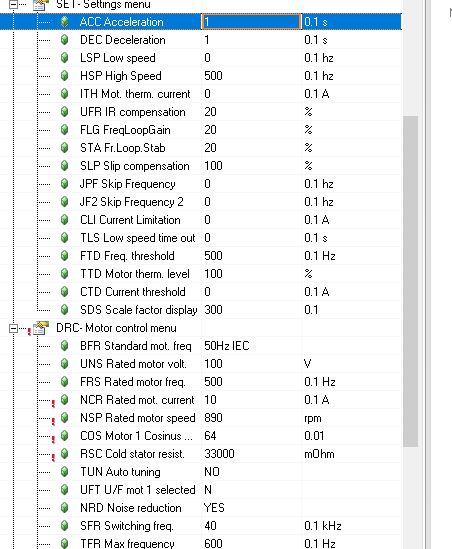 SET- Settings menu
ACC Acceleration 1 0.1 s
DEC Deceleration 1 0.1 s
LSP Low speed 0 0.1 hz
HSP High Speed 500 0.1 hz
ITH Mot. therm. current 0 0.1 A
UFR IR compensation 20 %
FLG FreqLoopGain 20 %
STA Fr.Loop.Stab 20 %
SLP Slip compensation 100 %
JPF Skip Frequency 0 0.1 hz
JF2 Skip Frequency 2 0 0.1 hz
CLI Current Limitation 0 0.1 A
TLS Low speed time out 0 0.1 s
FTD Freq. threshold 500 0.1 Hz
TTD Motor therm. level 100 %
CTD Current threshold 0 0.1 A
SDS Scale factor display 300 0.1
DRC- Motor control menu
BFR Standard mot. freq 50Hz IEC
UNS Rated motor volt. 100 V
FRS Rated motor freq. 500 0.1 Hz
NCR Rated mot. current 10 0.1 A
NSP Rated motor speed 890 rpm
COS Motor 1 Cosinus ... 64 0.01
RSC Cold stator resist. 33000 mOhm
TUN Auto tuning NO
UFT U/F mot 1 selected N
NRD Noise reduction YES
SFR Switching freq. 40 0.1 kHz
TFR Max frequency 600 0.1 Hz